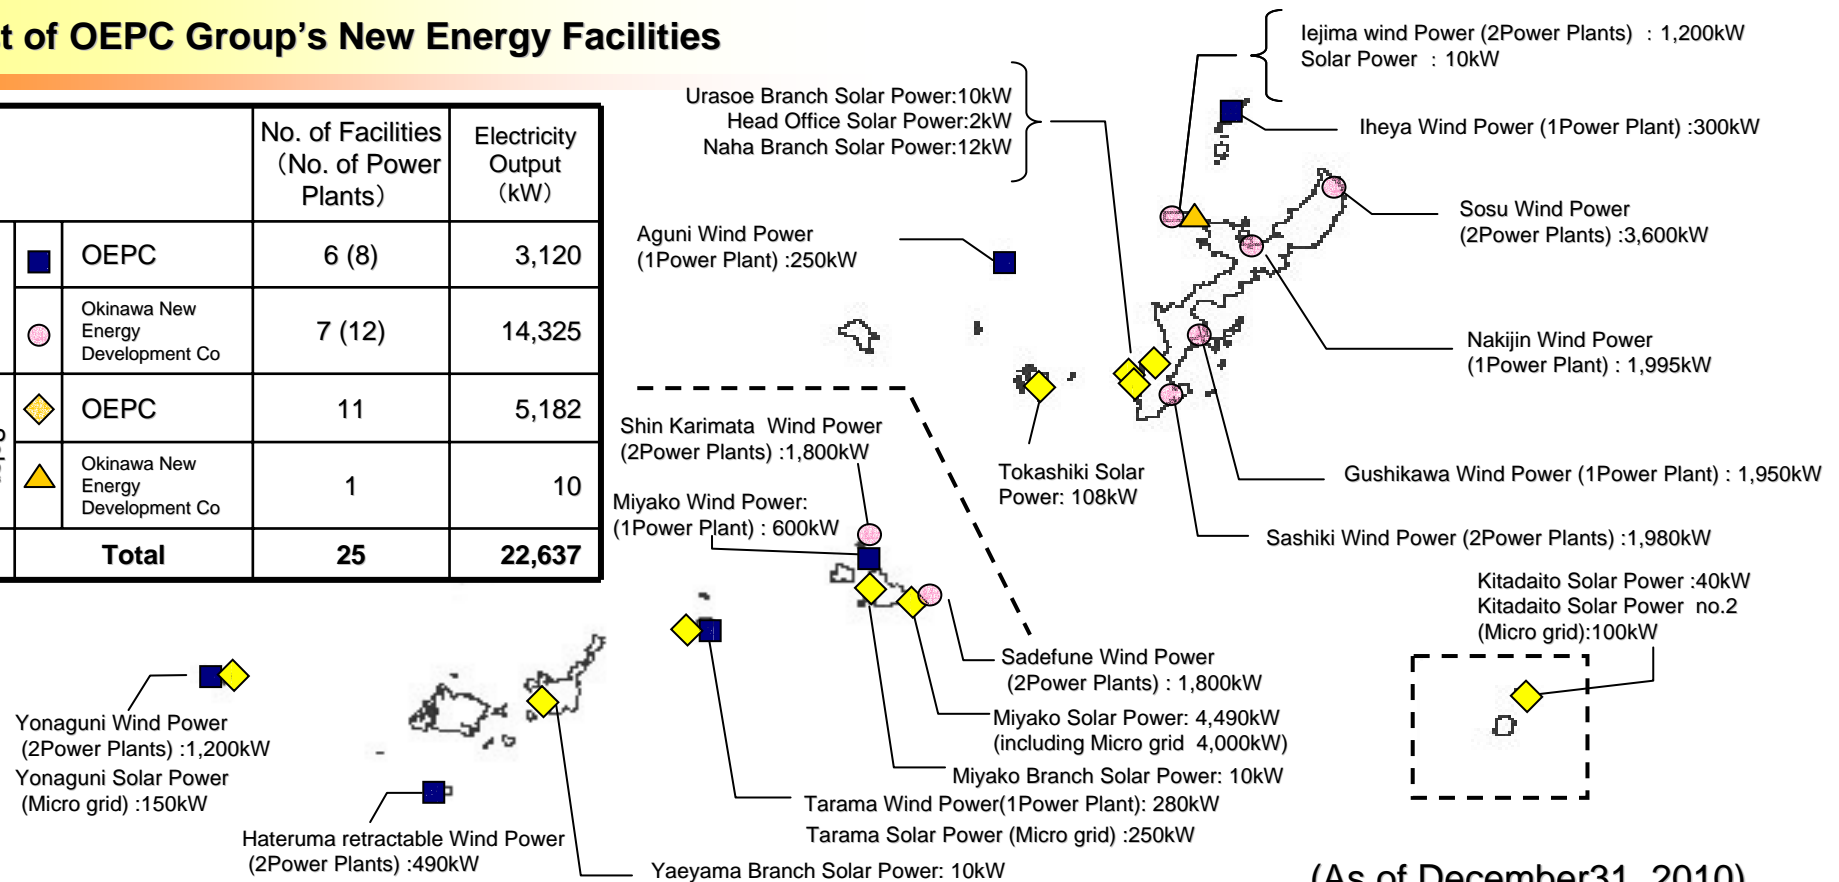 of OEPC Group's New Energy Facilities
No. of Facilities
(No. of Power
Plants)
Electricity
Output
(kW)
OEPC
6 (8)
3,120
Okinawa New
Energy
Development Co
7 (12)
14,325
OEPC
11
5,182
Okinawa New
Energy
Development Co
1
10
Total
25
22,637
Urasoe Branch Solar Power:10kW
Head Office Solar Power:2kW
Naha Branch Solar Power:12kW
Iejima wind Power (2Power Plants) : 1,200kW
Solar Power : 10kW
Iheya Wind Power (1Power Plant) :300kW
Sosu Wind Power
(2Power Plants) :3,600kW
Aguni Wind Power
(1Power Plant) :250kW
Nakijin Wind Power
(1Power Plant) : 1,995kW
Shin Karimata Wind Power
(2Power Plants) :1,800kW
Tokashiki Solar
Power: 108kW
Gushikawa Wind Power (1Power Plant) : 1,950kW
Miyako Wind Power:
(1Power Plant) : 600kW
Sashiki Wind Power (2Power Plants) :1,980kW
Kitadaito Solar Power :40kW
Kitadaito Solar Power no.2
(Micro grid):100kW
Sadefune Wind Power
(2Power Plants) : 1,800kW
Miyako Solar Power: 4,490kW
(including Micro grid 4,000kW)
Miyako Branch Solar Power: 10kW
Tarama Wind Power(1Power Plant): 280kW
Tarama Solar Power (Micro grid) :250kW
Yonaguni Wind Power
(2Power Plants) :1,200kW
Yonaguni Solar Power
(Micro grid) :150kW
Hateruma retractable Wind Power
(2Power Plants) :490kW
Yaeyama Branch Solar Power: 10kW
(As of December31, 2010)